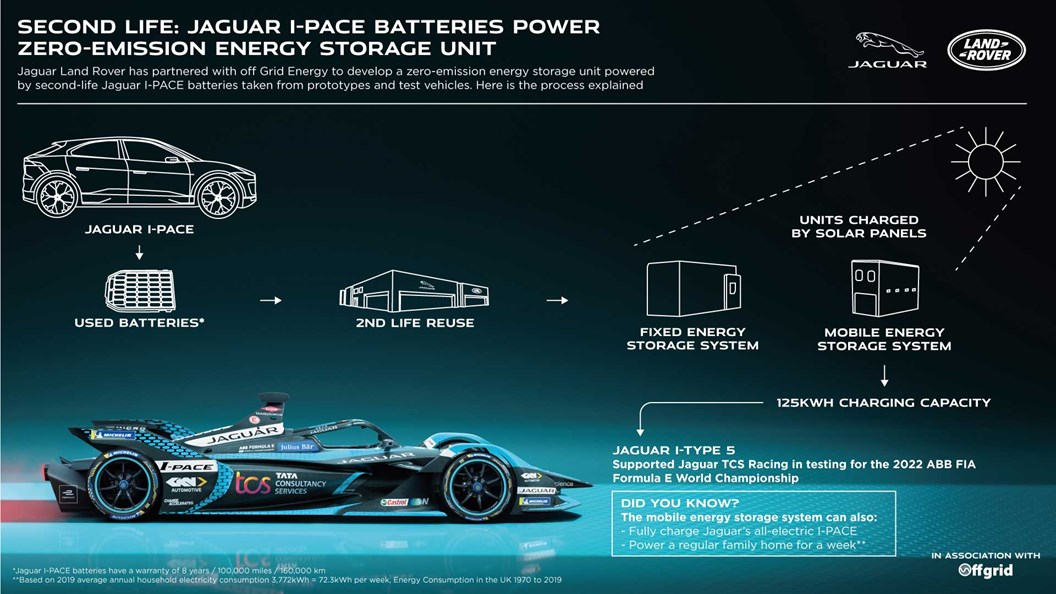 SECOND LIFE: JAGUAR I-PACE BATTERIES POWER
ZERO-EMISSION ENERGY STORAGE UNIT
Jaguar Land Rover has partnered with off Grid Energy to develop a zero-emission energy storage unit powered
by second-life Jaguar I-PACE batteries taken from prototypes and test vehicles. Here is the process explained
JAGUAR
LAND-
-ROVER
JAGUAR I-PACE
UNITS CHARGED
BY SOLAR PANELS
USED BATTERIES*
2ND LIFE REUSE
FIXED ENERGY
STORAGE SYSTEM
MOBILE ENERGY
STORAGE SYSTEM
125KWH CHARGING CAPACITY
JAGUAR I-TYPE 5
Supported Jaguar TCS Racing in testing for the 2022 ABB FIA
Formula E World Championship
DID YOU KNOW?
The mobile energy storage system can also:
- Fully charge Jaguar's all-electric I-PACE
- Power a regular family home for a week**
MICHELIN
JAGUAR
ABB FORMULA E
Julius Bär
MICHELIN
I-PACE
GKN
AUTOMOTIVE
tcs
TATA
CONSULTANCY
SERVICES
Castrol
GKN
JAGUAR
MICHELIN
IN ASSOCIATION WITH
Offgrid
*Jaguar I-PACE batteries have a warranty of 8 years / 100,000 miles / 160,000 km
**Based on 2019 average annual household electricity consumption 3,772kWh = 72.3kWh per week, Energy Consumption in the UK 1970 to 2019